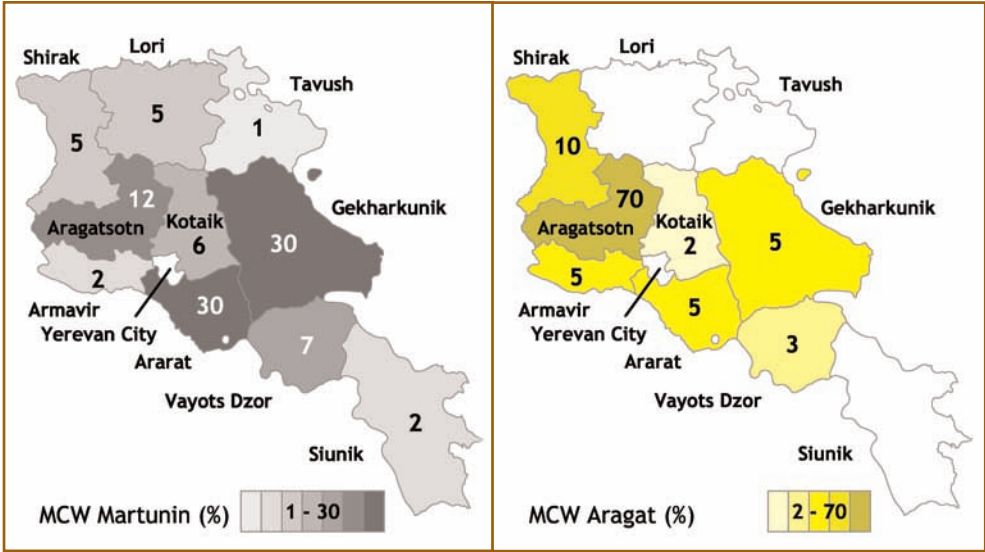 Lori
Shirak
Tavush
5
1
5
12
Gekharkunik
Aragatsotn
Kotaik
6
30
2
Armavir
30
Yerevan City
7
Ararat
Vayots Dzor
2
Siunik
MCW Martunin (%)
1 - 30
Lori
Shirak
Tavush
10
70
Gekharkunik
Aragatsotn
Kotaik
2
5
5
Armavir
5
Yerevan City
3
Ararat
Vayots Dzor
Siunik
MCW Aragat (%)
2 - 70